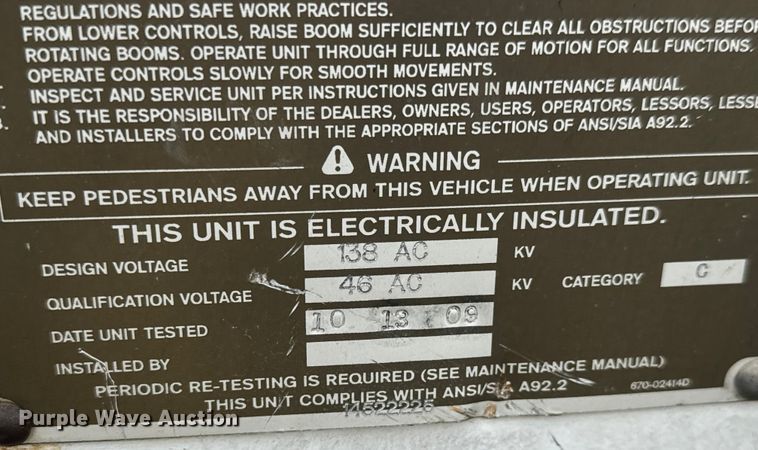 REGULATIONS AND SAFE WORK PRACTICES.
FROM LOWER CONTROLS, RAISE BOOM SUFFICIENTLY TO CLEAR ALL OBSTRUCTIONS BEFOR
ROTATING BOOMS. OPERATE UNIT THROUGH FULL RANGE OF MOTION FOR ALL FUNCTIONS.
OPERATE CONTROLS SLOWLY FOR SMOOTH MOVEMENTS.
INSPECT AND SERVICE UNIT PER INSTRUCTIONS GIVEN IN MAINTENANCE MANUAL.
IT IS THE RESPONSIBILITY OF THE DEALERS, OWNERS, USERS, OPERATORS, LESSORS, LESSE
AND INSTALLERS TO COMPLY WITH THE APPROPRIATE SECTIONS OF ANSI/SIA A92.2.
WARNING
KEEP PEDESTRIANS AWAY FROM THIS VEHICLE WHEN OPERATING UNIT.
THIS UNIT IS ELECTRICALLY INSULATED.
DESIGN VOLTAGE 138 AC KV
QUALIFICATION VOLTAGE 46 AC KV CATEGORY C
DATE UNIT TESTED 10 13 09
INSTALLED BY
PERIODIC RE-TESTING IS REQUIRED (SEE MAINTENANCE MANUAL) 670-02414D
THIS UNIT COMPLIES WITH ANSI/SIA A92.2
Purple Wave Auction